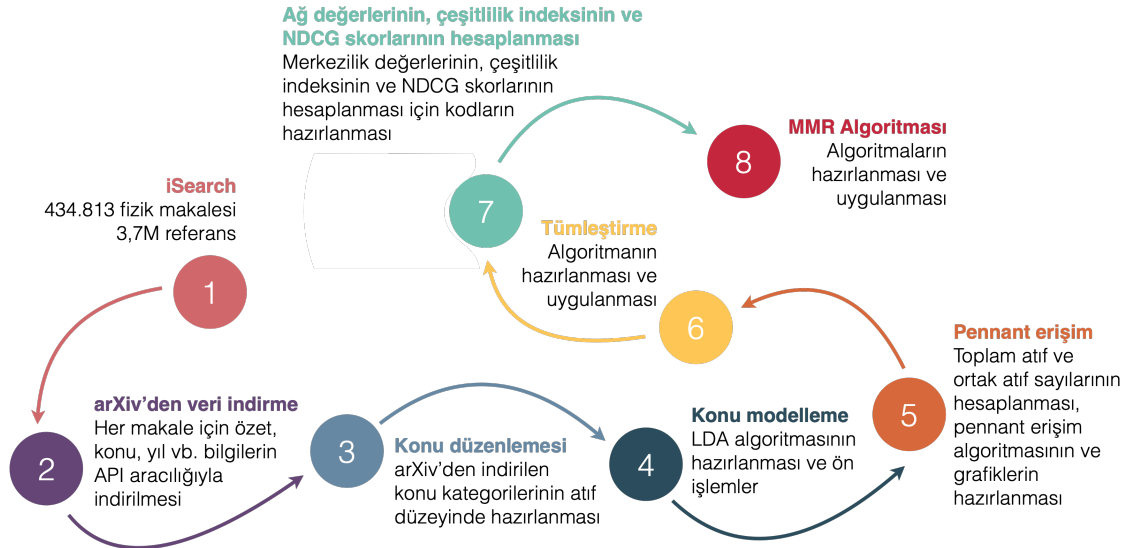 iSearch
434.813 fizik makalesi
3,7M referans
1
2
arXiv’den veri indirme
Her makale için özet,
konu, yıl vb. bilgilerin
API aracılığıyla
indirilmesi
3
Konu düzenlemesi
arXiv’den indirilen
konu kategorilerinin atıf
düzeyinde hazırlanması
4
Konu modelleme
LDA algoritmasının
hazırlanması ve ön
işlemler
5
Pennant erişim
Toplam atıf ve
ortak atıf sayılarının
hesaplanması,
pennant erişim
algoritmasının ve
grafiklerin
hazırlanması
6
Tümleştirme
Algoritmanın
hazırlanması ve
uygulanması
7
Ağ değerlerinin, çeşitlilik indeksinin ve
NDCG skorlarının hesaplanması
Merkezilik değerlerinin, çeşitlilik
indeksinin ve NDCG skorlarının
hesaplanması için kodların
hazırlanması
8
MMR Algoritması
Algoritmaların
hazırlanması ve
uygulanması